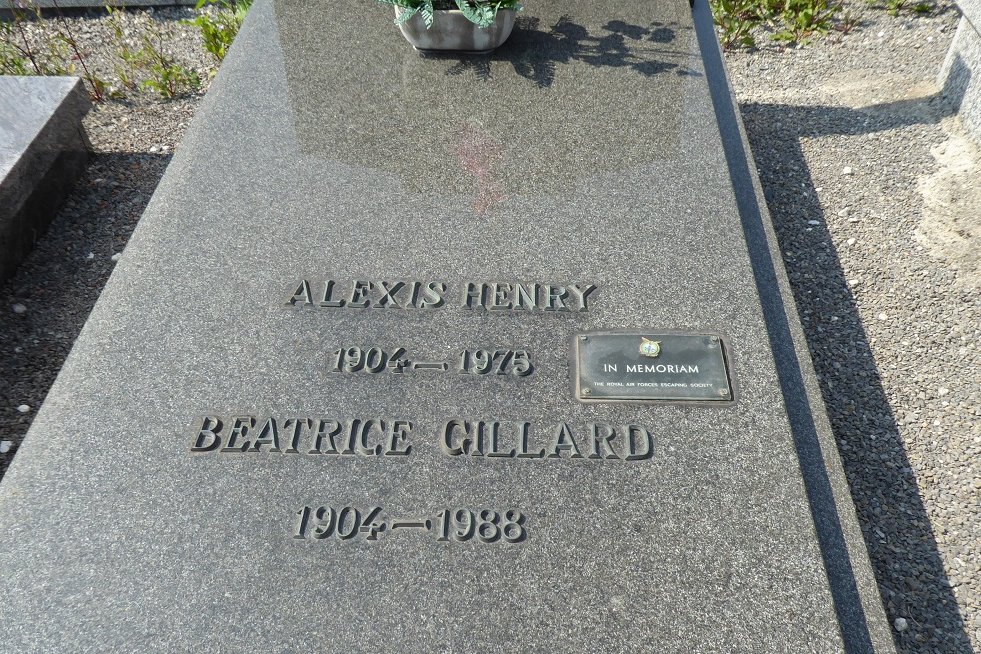 ALEXIS HENRY
1904–1975
IN MEMORIAM
THE ROYAL AIR FORCES ESCAPING SOCIETY
BEATRICE GILLARD
1904–1988